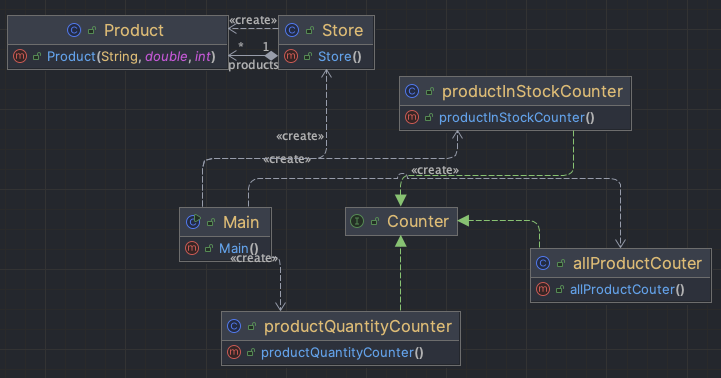 «create»
Product
Store
* 1
Product(String, double, int)
Store()
products
productInStockCounter
productInStockCounter()
«create»
«create»
«create»
Main
Counter
Main()
«create»
allProductCouter
allProductCouter()
productQuantityCounter
productQuantityCounter()